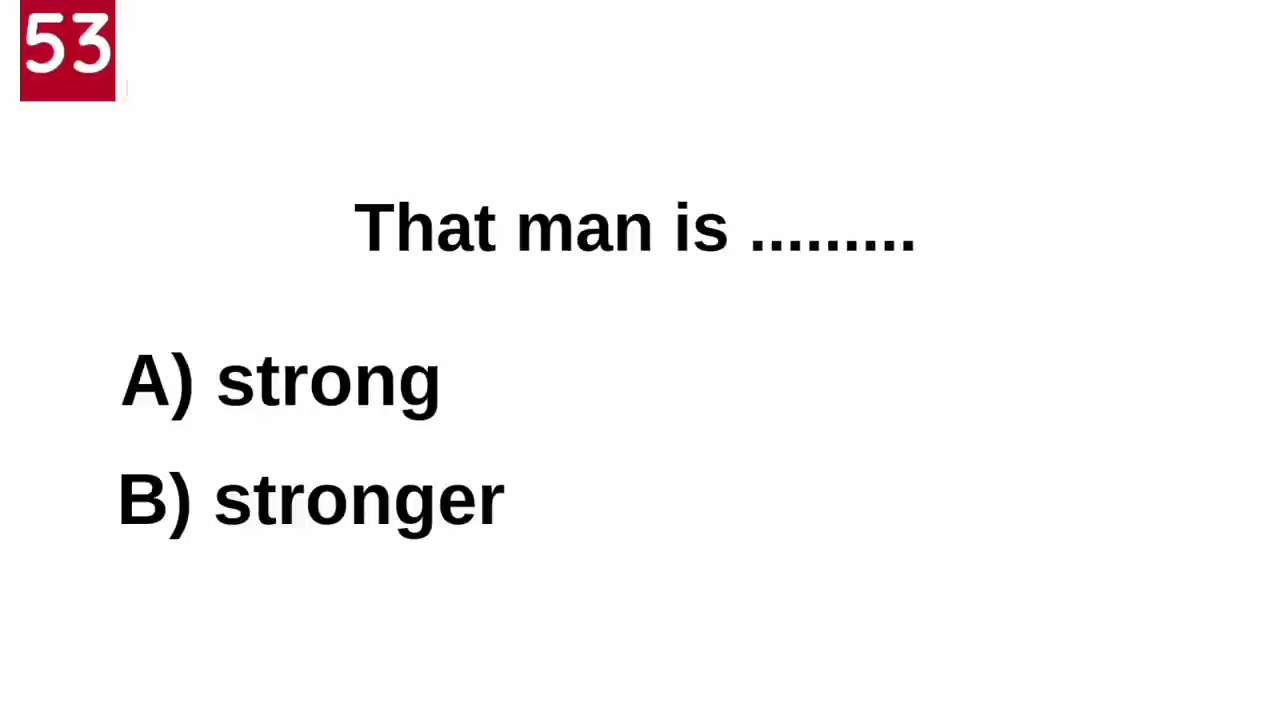 53
That man is .........
A) strong
B) stronger